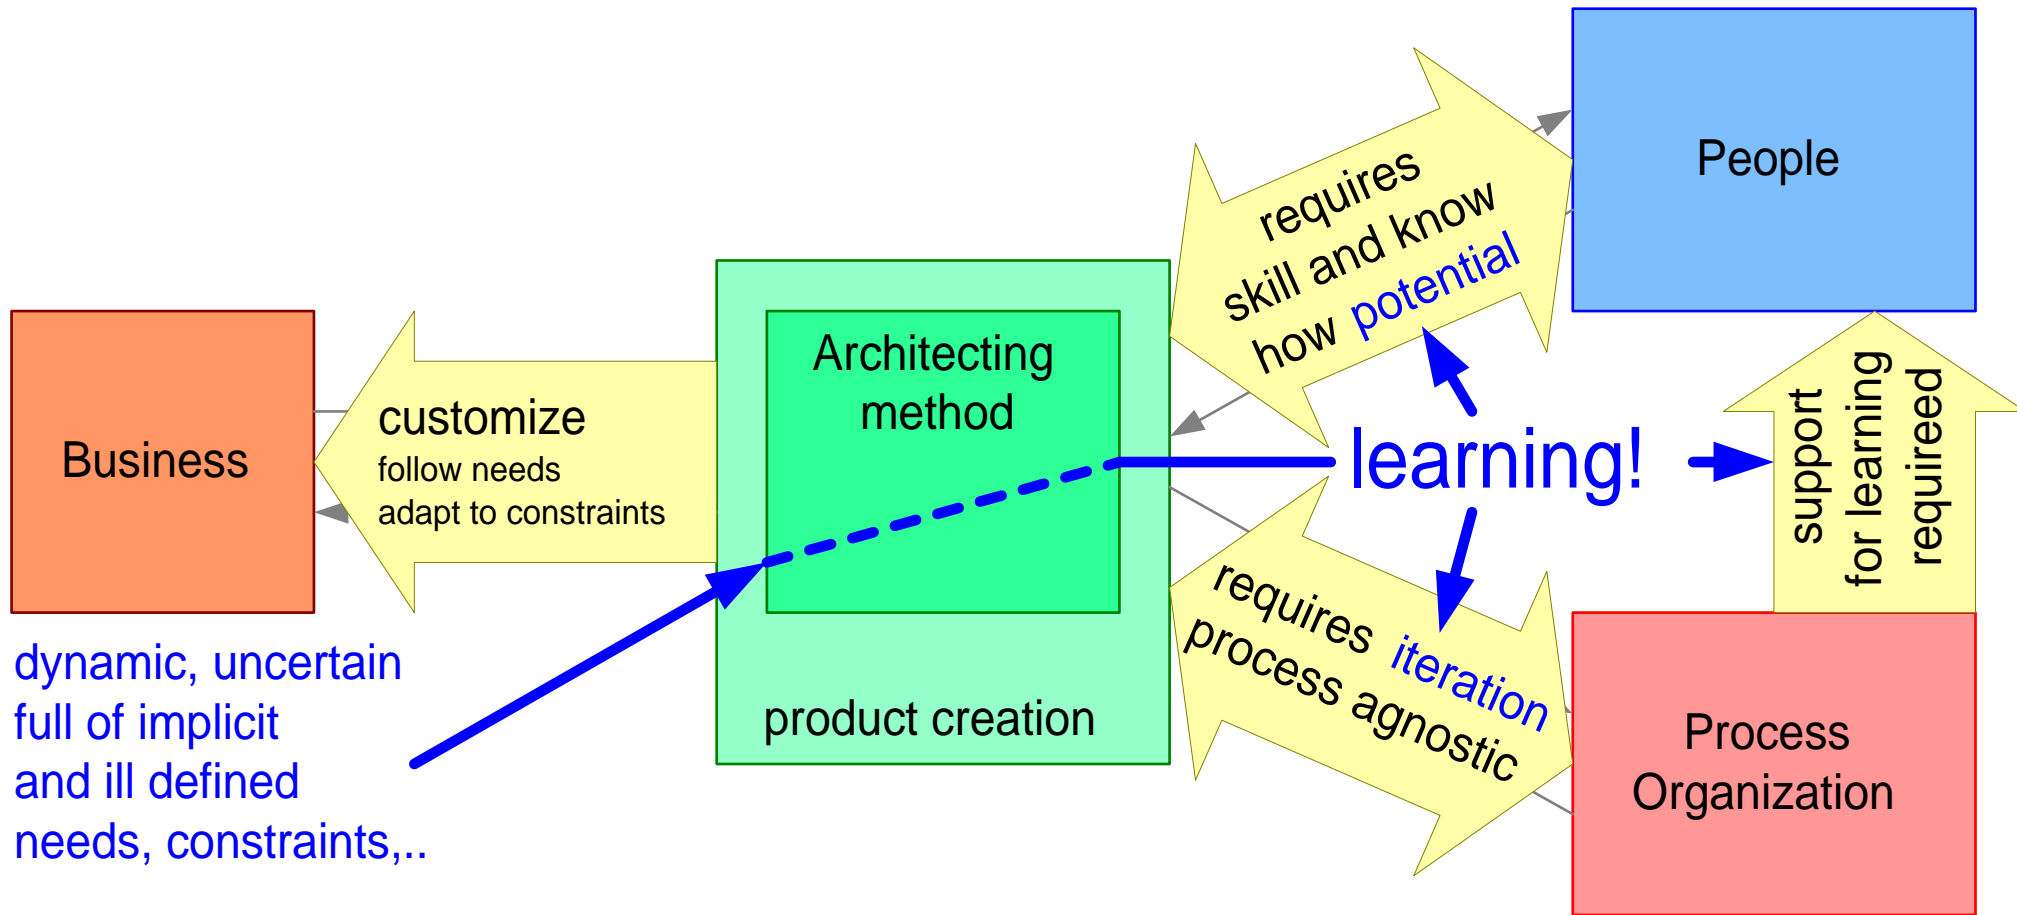 Business
dynamic, uncertain
full of implicit
and ill defined
needs, constraints,..
customize
follow needs
adapt to constraints
Architecting
method
product creation
requires
skill and know
how potential
learning!
requires iteration
process agnostic
People
support
for learning
requireed
Process
Organization